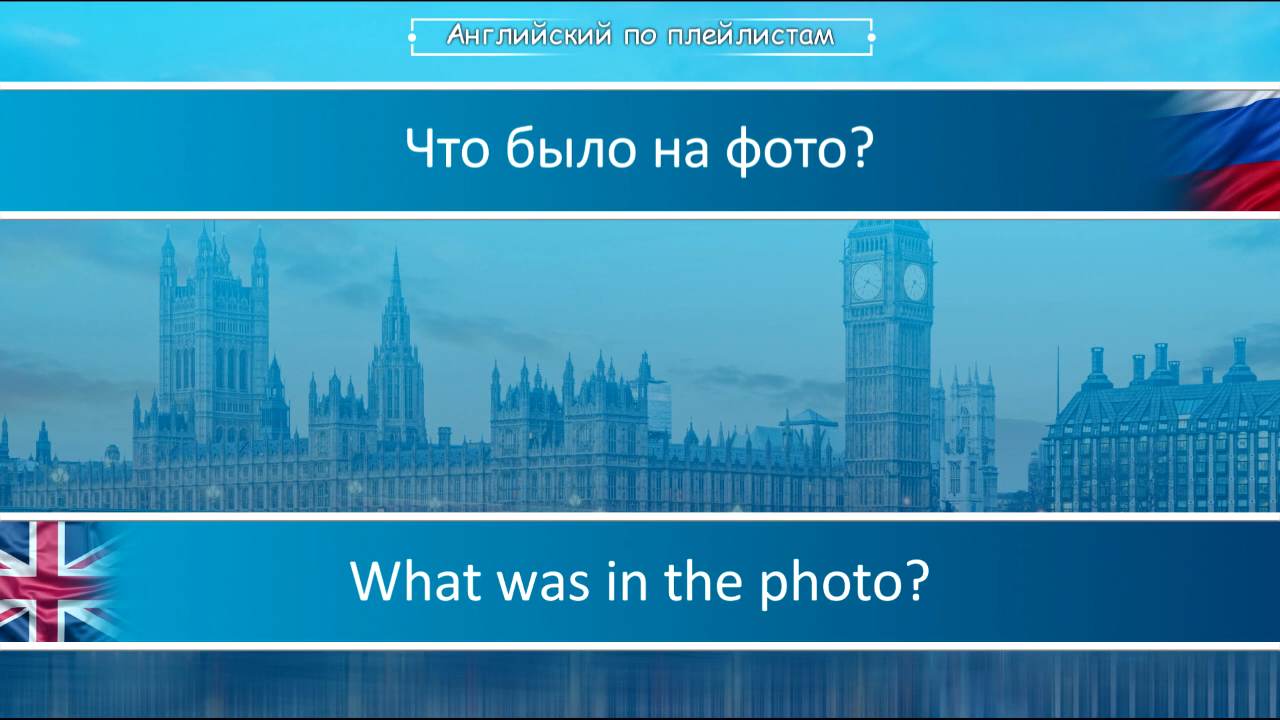 Английский по плейлистам
Что было на фото?
What was in the photo?